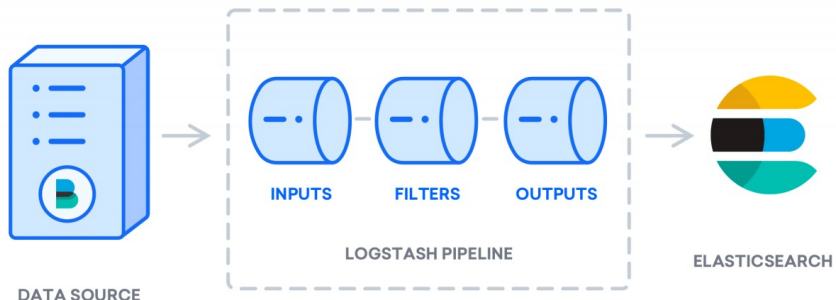 INPUTS
FILTERS
OUTPUTS
LOGSTASH PIPELINE
ELASTICSEARCH
DATA SOURCE